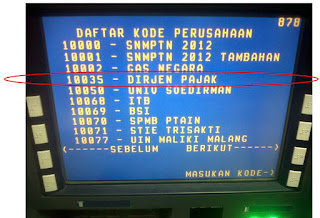 878
DAFTAR KODE PERUSAHAAN
10000 - SNMPTN 2012
10001 - SNMPTN 2012 TAMBAHAN
10002 - GAS NEGARA
10035 - DIRJEN PAJAK
10050 - UNIV SOEDIRMAN
10068 - ITB
10069 - BSI
10070 - SPMB PTAIN
10071 - STIE TRISAKTI
10077 - UIN MALIKI MALANG
(------SEBELUM BERIKUT------)
MASUKAN KODE-)